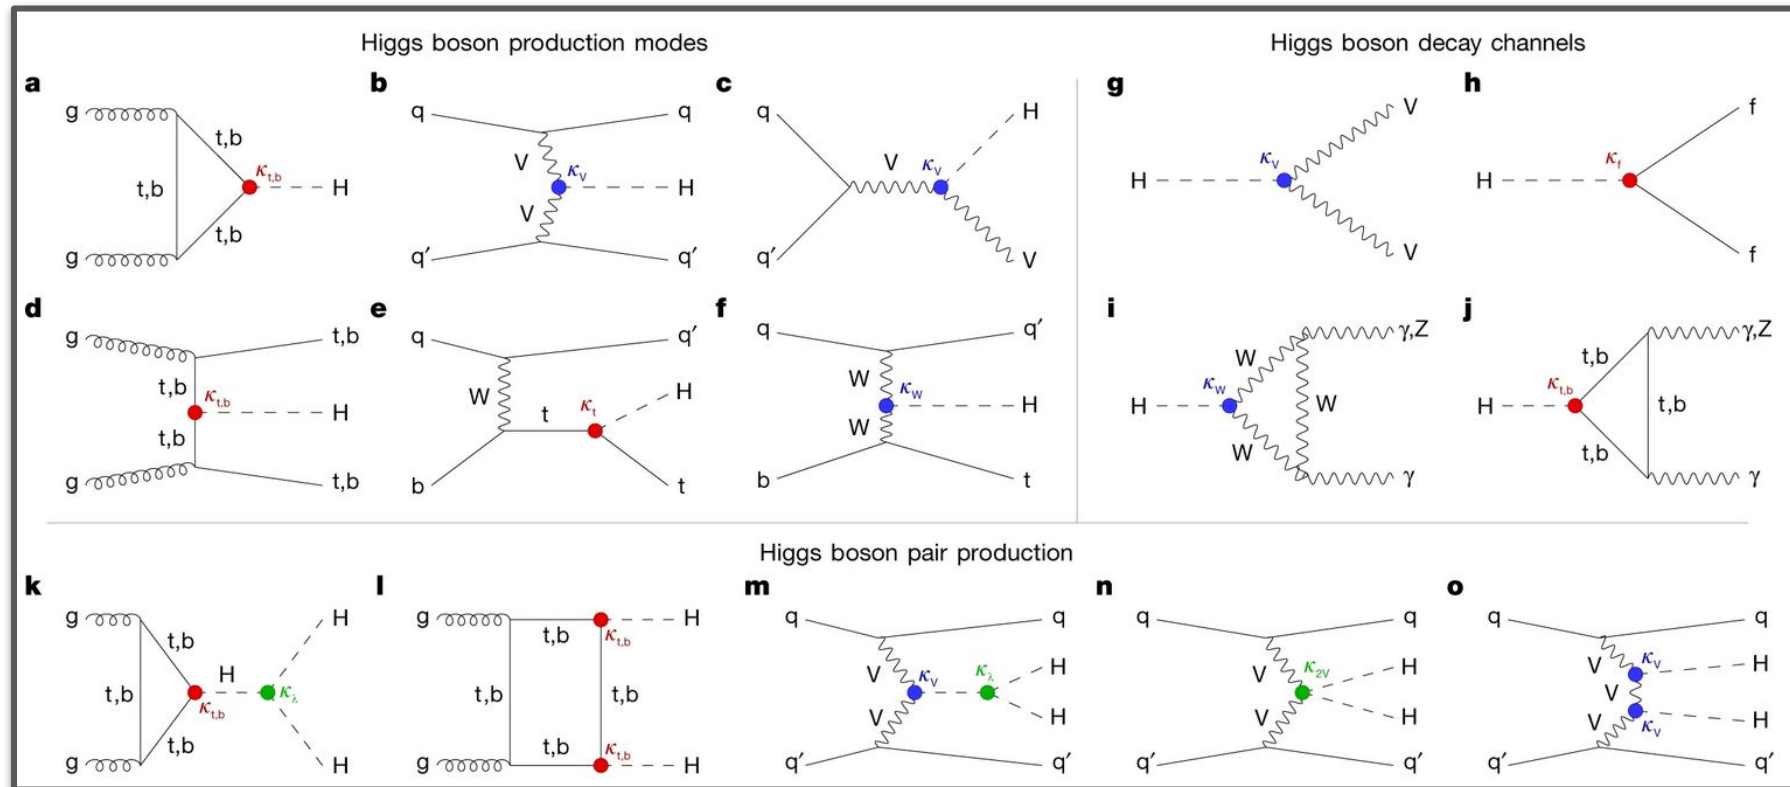 Higgs boson production modes
Higgs boson decay channels
a
g
g
t,b
t,b
t,b
κt,b
H
b
q
q
V
κV
H
V
q′
q′
c
q
H
V
κV
q′
V
g
V
κV
H
V
h
f
κf
H
f
d
g
t,b
t,b
κt,b
H
t,b
g
t,b
e
q
q′
W
H
t
κt
b
t
f
q
q′
W
κW
H
W
b
t
i
γ,Z
W
κW
H
W
W
γ
j
γ,Z
t,b
κt,b
H
t,b
t,b
γ
Higgs boson pair production
k
g
H
t,b
H
t,b
κλ
κt,b
t,b
g
H
l
g
H
t,b
κt,b
t,b
t,b
t,b
κt,b
g
H
m
q
q
V
κV
κλ
H
V
H
q′
q′
n
q
q
V
κ2V
H
V
H
q′
q′
o
q
q
V
κV
H
V
V
κV
H
q′
q′